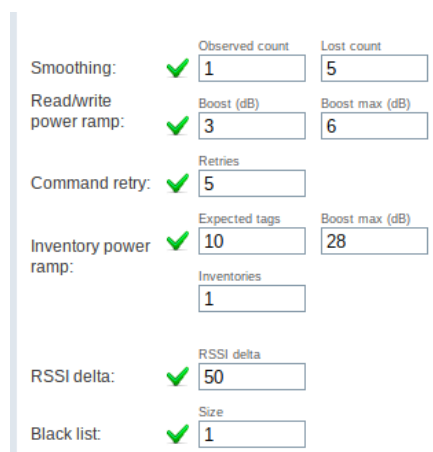 Observed count Lost count
Smoothing: 1 5
Read/write
power ramp:
Boost (dB) Boost max (dB)
3 6
Retries
Command retry: 5
Expected tags Boost max (dB)
Inventory power
ramp:
10 28
Inventories
1
RSSI delta
RSSI delta: 50
Size
Black list: 1